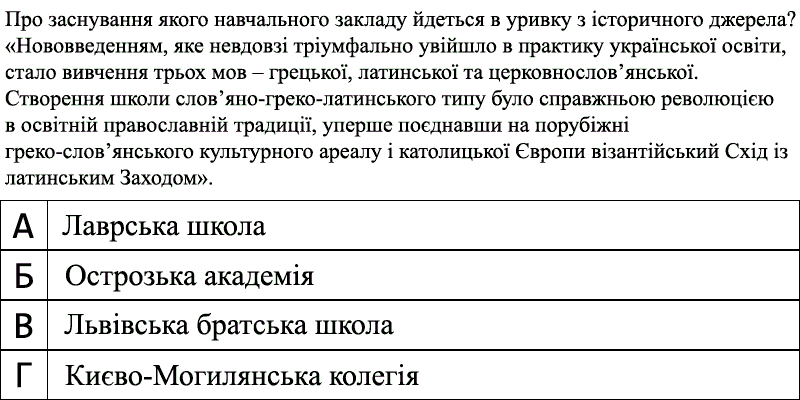 Про заснування якого навчального закладу йдеться в уривку з історичного джерела?
«Нововведенням, яке невдовзі тріумфально увійшло в практику української освіти,
стало вивчення трьох мов – грецької, латинської та церковнослов’янської.
Створення школи слов’яно-греко-латинського типу було справжньою революцією
в освітній православній традиції, уперше поєднавши на порубіжні
греко-слов’янського культурного ареалу і католицької Європи візантійський Схід із
латинським Заходом».
А Лаврська школа
Б Острозька академія
В Львівська братська школа
Г Києво-Могилянська колегія